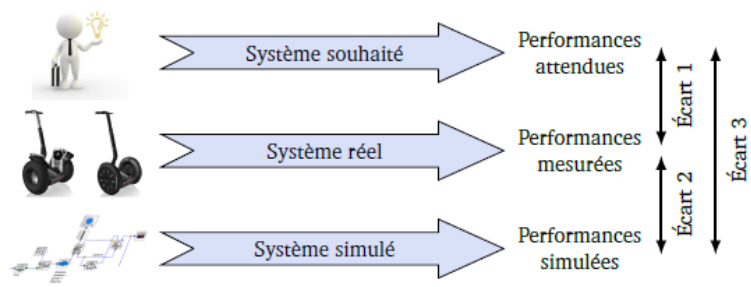 Système souhaité
Performances
attendues
Système réel
Performances
mesurées
Système simulé
Performances
simulées
Écart 1
Écart 2
Écart 3